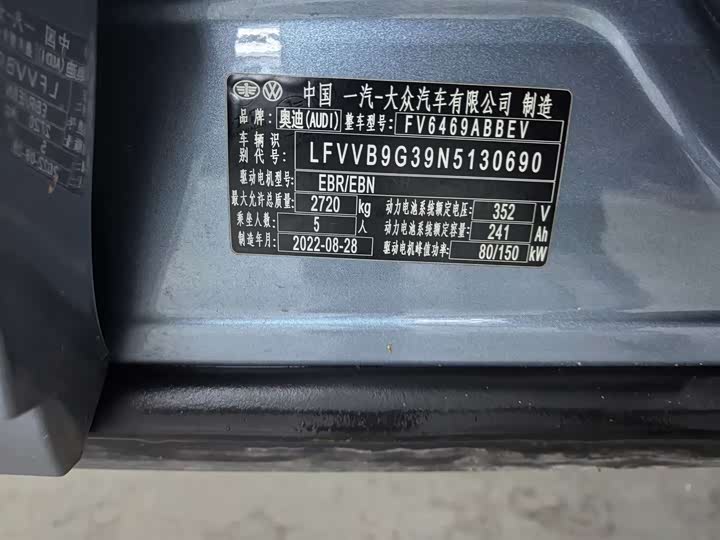 中国 一汽-大众汽车有限公司 制造
品牌: 奥迪(AUDI) 整车型号: FV6469ABBEV
车辆识别代号: LFVVB9G39N5130690
驱动电机型号: EBR/EBN
最大允许总质量: 2720 kg 动力电池系统额定电压: 352 V
乘坐人数: 5 人 动力电池系统额定容量: 241 Ah
制造年月: 2022-08-28 驱动电机峰值功率: 80/150 kW